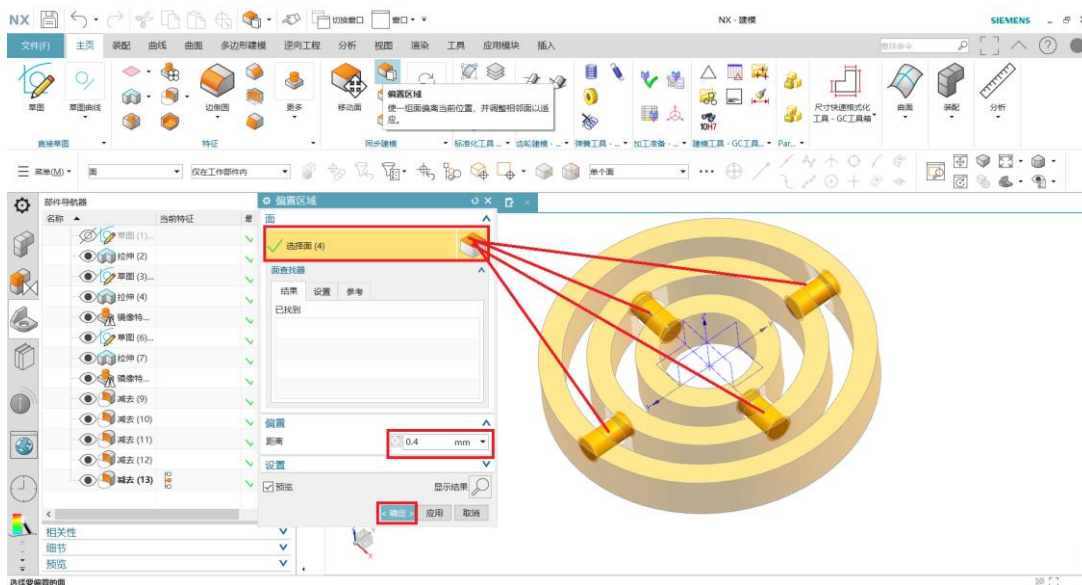 NX
切换窗口
窗口
NX - 建模
SIEMENS
文件(F)
主页
装配
曲线
曲面
多边形建模
逆向工程
分析
视图
渲染
工具
应用模块
插入
查找命令
草图
草图曲线
边倒圆
更多
移动面
偏置区域
使一组面偏离当前位置，并调整相邻面以适
应。
10H7
尺寸快速格式化
工具 - GC工具箱
曲面
装配
分析
直接草图
特征
同步建模
标准化工具 - ...
齿轮建模 - ...
弹簧工具 - ...
加工准备 - ...
建模工具 - GC工具...
Par...
菜单(M)
面
仅在工作部件内
单个面
部件导航器
名称
当前特征
草图 (1)...
拉伸 (2)
草图 (3)...
拉伸 (4)
镜像特...
草图 (6)...
拉伸 (7)
镜像特...
减去 (9)
减去 (10)
减去 (11)
减去 (12)
减去 (13)
相关性
细节
预览
偏置区域
面
选择面 (4)
面查找器
结果
设置
参考
已找到
偏置
距离
0.4
mm
设置
预览
显示结果
< 确定 >
应用
取消
选择要偏置的面